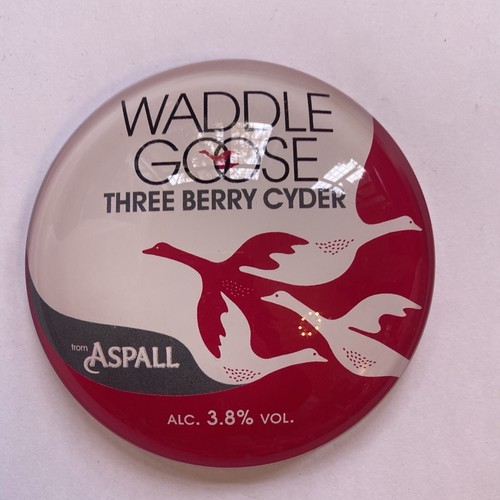 WADDLE
GOOSE
THREE BERRY CYDER
from ASPALL
ALC. 3.8% VOL.